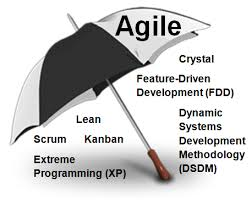 Agile
Crystal
Feature-Driven
Development (FDD)
Lean
Scrum Kanban
Extreme
Programming (XP)
Dynamic
Systems
Development
Methodology
(DSDM)